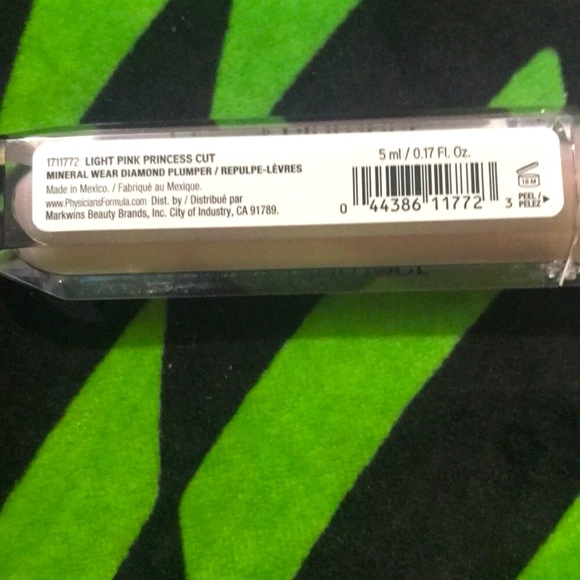 1711772 LIGHT PINK PRINCESS CUT
MINERAL WEAR DIAMOND PLUMPER / REPULPE-LÈVRES
Made in Mexico. / Fabriqué au Mexique.
www.PhysiciansFormula.com Dist. by / Distribué par
Markwins Beauty Brands, Inc. City of Industry, CA 91789.
5 ml / 0.17 Fl. Oz.
0 44386 11772 3
18 M
PEEL/
PELEZ